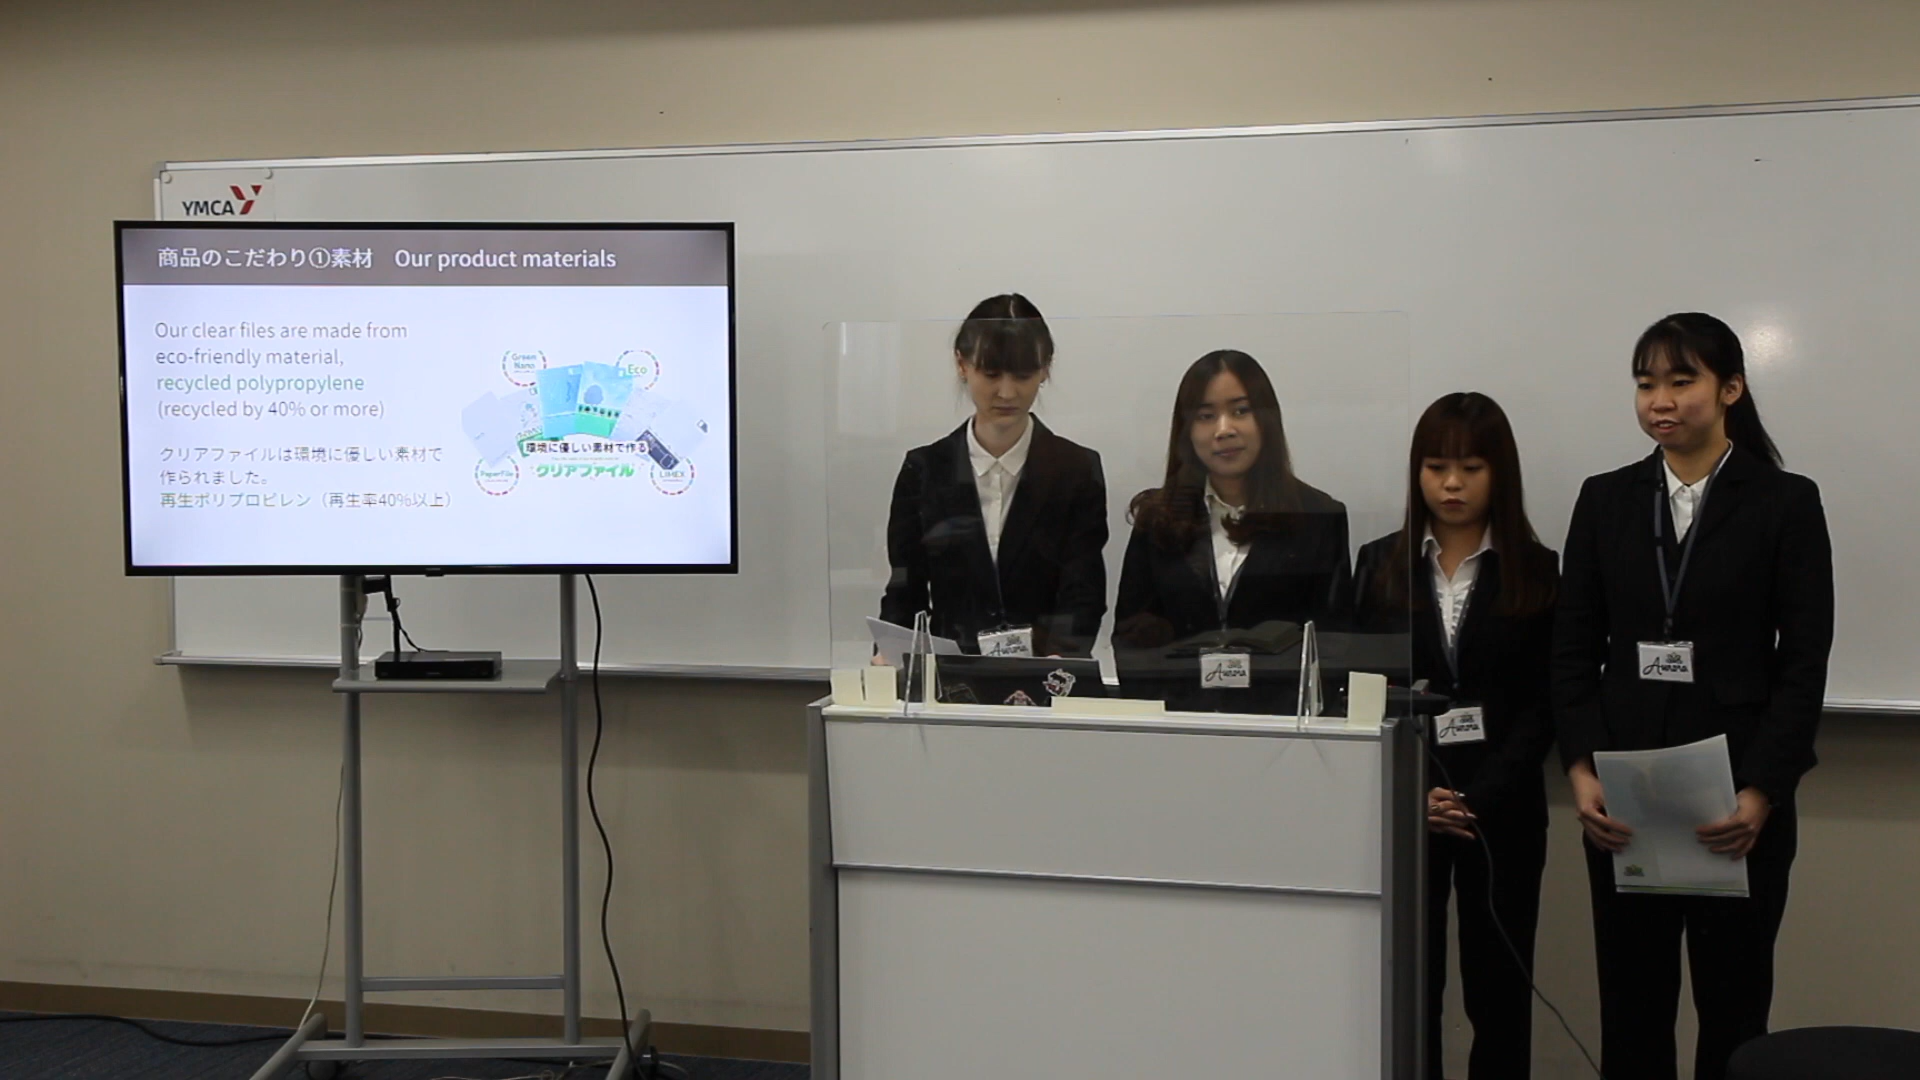 YMCA
商品のこだわり①素材 Our product materials
Our clear files are made from
eco-friendly material,
recycled polypropylene
(recycled by 40% or more)
クリアファイルは環境に優しい素材で
作られました。
再生ポリプロピレン（再生率40%以上）
Green
Nano
Eco
環境に優しい素材で作る
クリアファイル
PaperFile
LIMEX
Aurora
Aurora
Aurora
Aurora